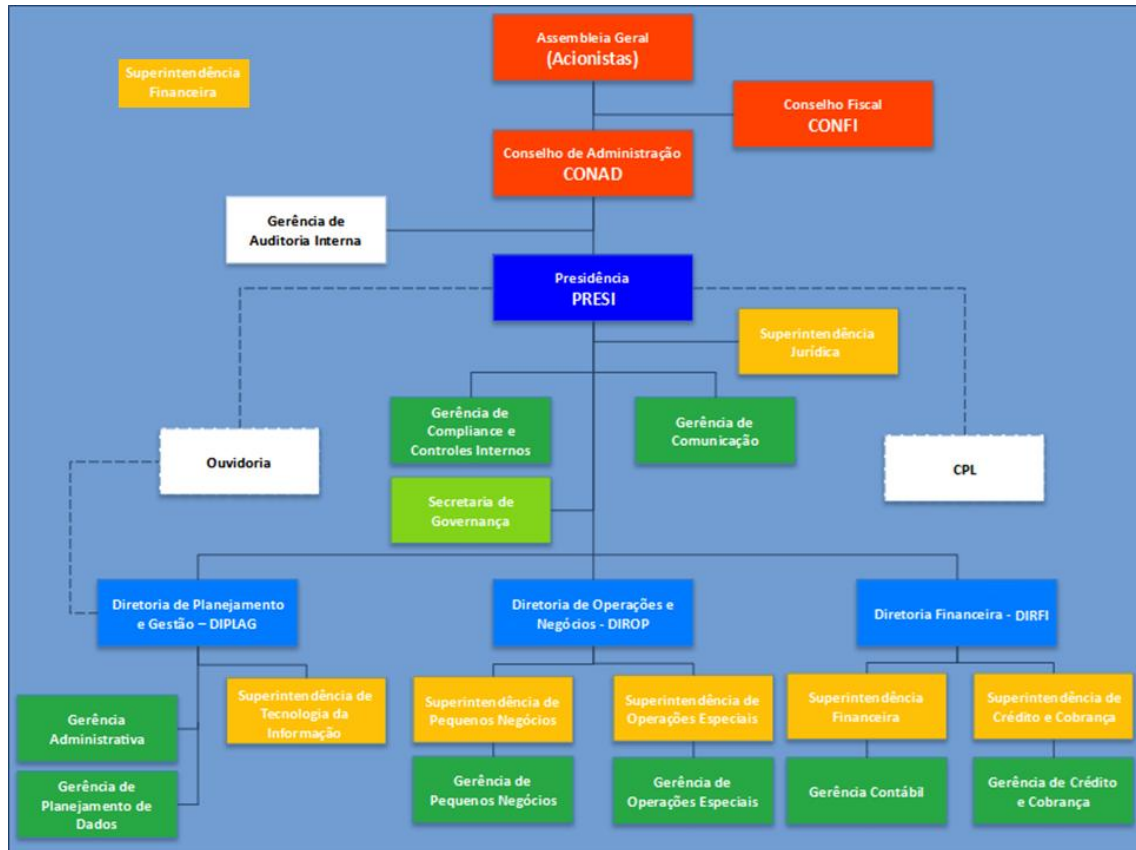 Assembleia Geral
(Acionistas)
Superintendência
Financeira
Conselho Fiscal
CONFI
Conselho de Administração
CONAD
Gerência de
Auditoria Interna
Presidência
PRESI
Superintendência
Jurídica
Gerência de
Compliance e
Controles Internos
Gerência de
Comunicação
Ouvidoria
CPL
Secretaria de
Governança
Diretoria de Planejamento
e Gestão – DIPLAG
Diretoria de Operações e
Negócios - DIROP
Diretoria Financeira - DIRFI
Gerência
Administrativa
Superintendência de
Tecnologia da
Informação
Superintendência de
Pequenos Negócios
Superintendência de
Operações Especiais
Superintendência
Financeira
Superintendência de
Crédito e Cobrança
Gerência de
Planejamento de
Dados
Gerência de
Pequenos Negócios
Gerência de
Operações Especiais
Gerência Contábil
Gerência de Crédito
e Cobrança